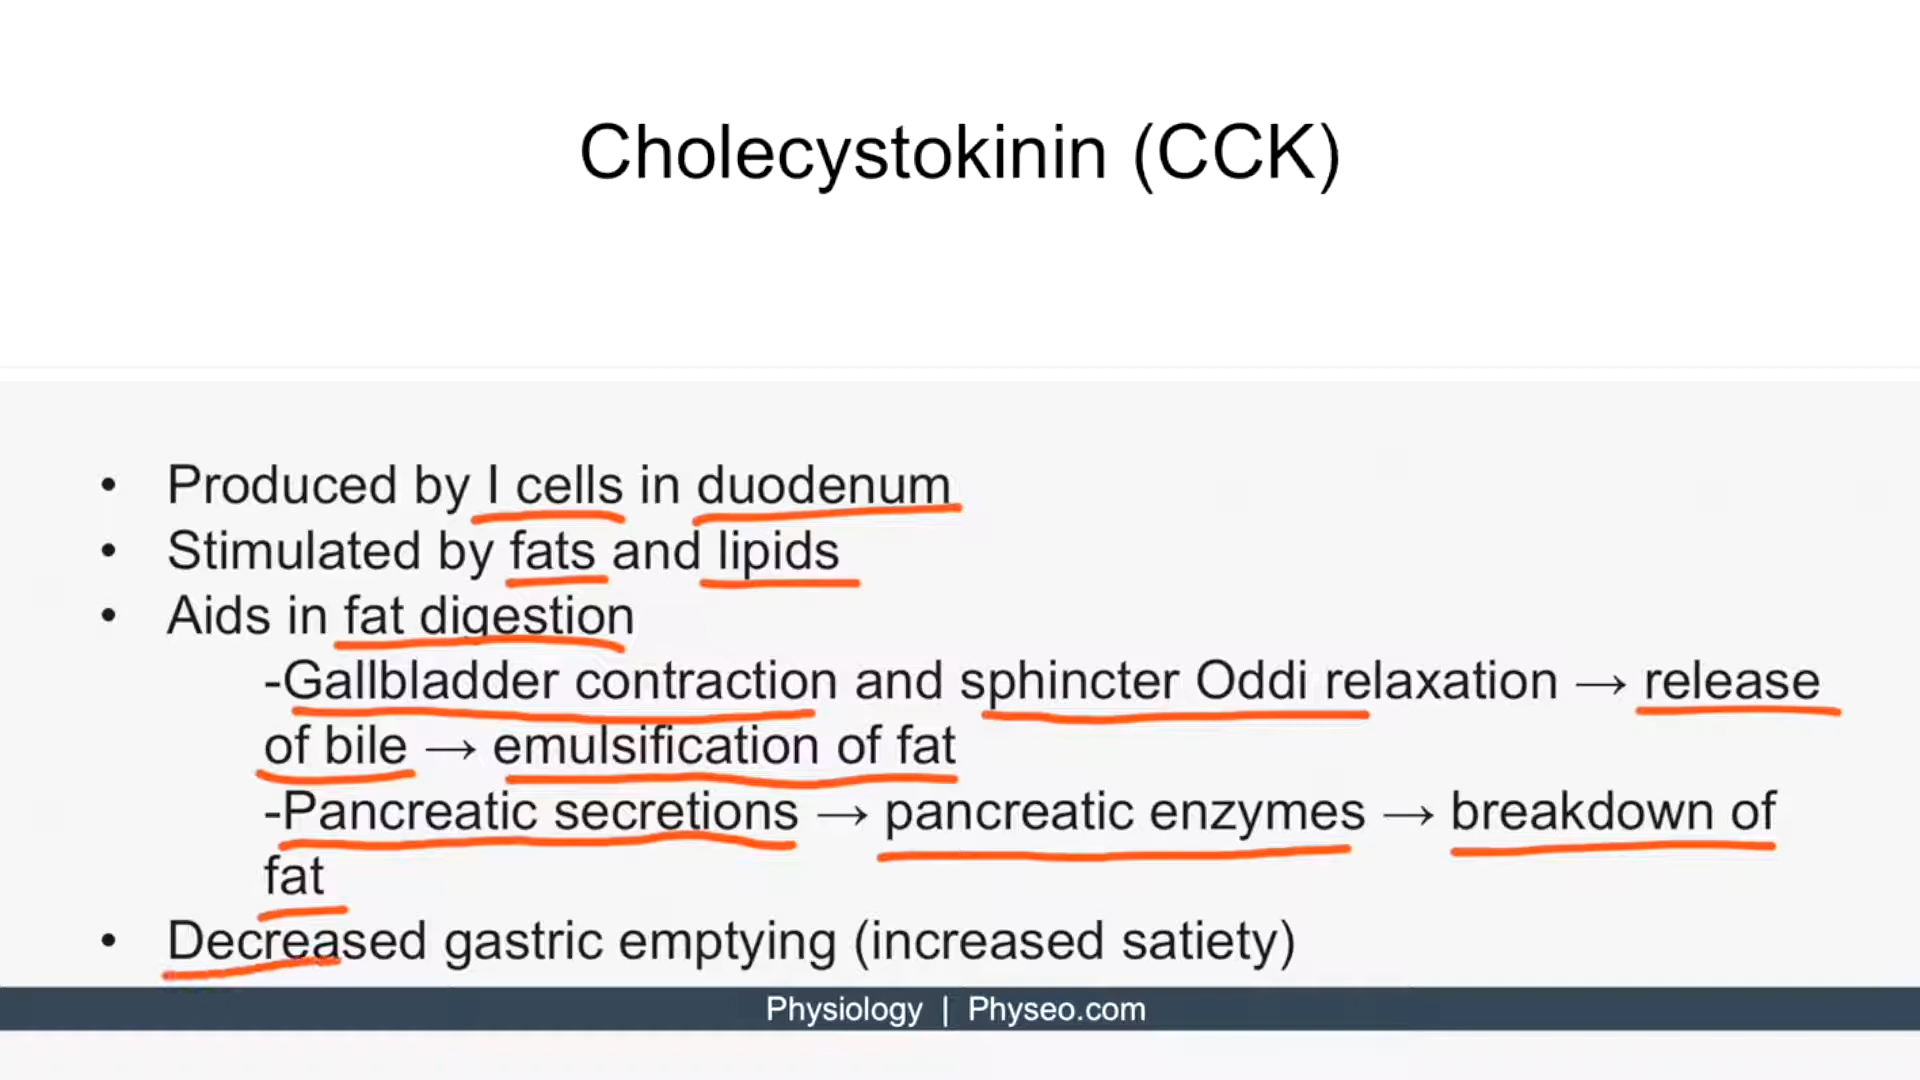 Cholecystokinin (CCK)
• Produced by I cells in duodenum
• Stimulated by fats and lipids
• Aids in fat digestion
-Gallbladder contraction and sphincter Oddi relaxation → release
of bile → emulsification of fat
-Pancreatic secretions → pancreatic enzymes → breakdown of
fat
• Decreased gastric emptying (increased satiety)
Physiology | Physeo.com